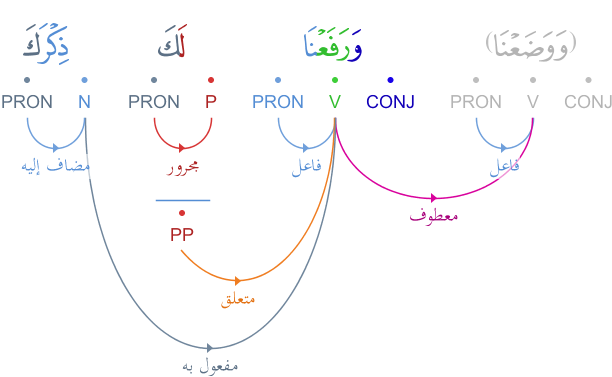 (وَوَضَعْنَا) وَرَفَعْنَا لَكَ ذِكْرَكَ
CONJ V PRON CONJ V PRON P PRON N PRON
فاعل فاعل مجرور مضاف إليه
معطوف
PP
متعلق
مفعول به